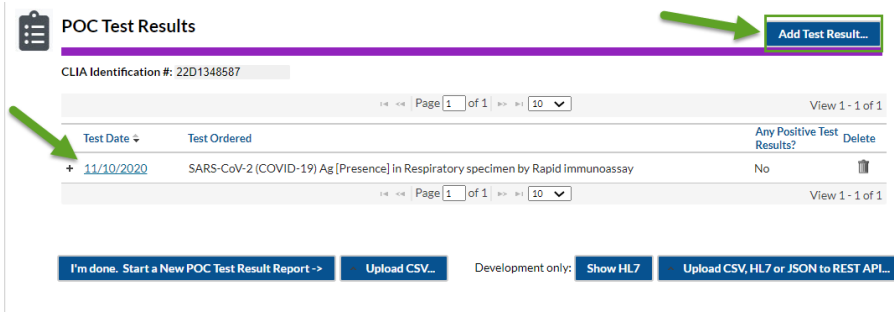 POC Test Results
Add Test Result...
CLIA Identification #: 22D1348587
Page 1 of 1 10 View 1 - 1 of 1
Test Date Test Ordered Any Positive Test Results? Delete
+ 11/10/2020 SARS-CoV-2 (COVID-19) Ag [Presence] in Respiratory specimen by Rapid immunoassay No
Page 1 of 1 10 View 1 - 1 of 1
I'm done. Start a New POC Test Result Report -> Upload CSV... Development only: Show HL7 Upload CSV, HL7 or JSON to REST API...